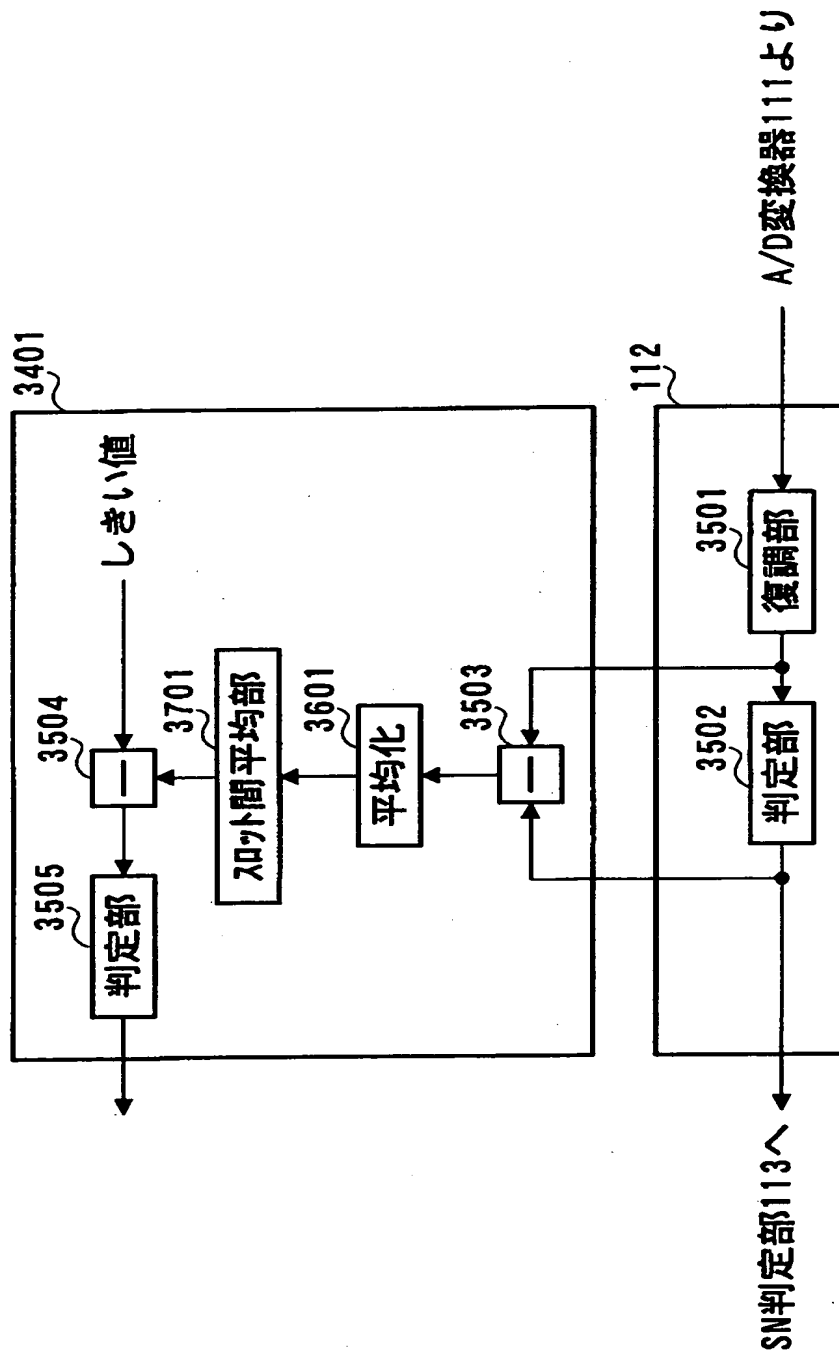 3401
しきい値
3504
3505
判定部
3701
スロット間平均部
3601
平均化
3503
112
A/D変換器111より
3501
復調部
3502
判定部
SN判定部113へ